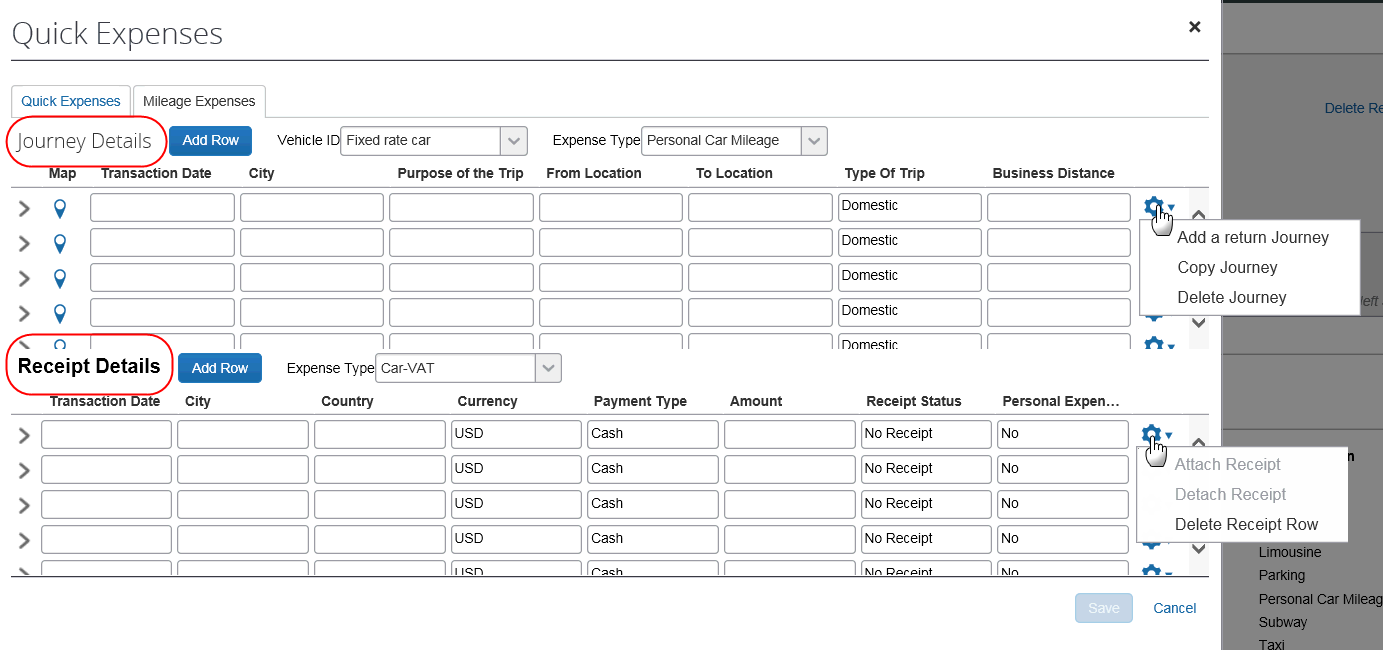 Quick Expenses
Delete Re
Quick Expenses Mileage Expenses
Journey Details Add Row Vehicle ID Fixed rate car Expense Type Personal Car Mileage
Map Transaction Date City Purpose of the Trip From Location To Location Type Of Trip Business Distance
Domestic
Add a return Journey
Domestic
Copy Journey
Domestic
Delete Journey
left
Domestic
Domestic
Receipt Details Add Row Expense Type Car-VAT
Transaction Date City Country Currency Payment Type Amount Receipt Status Personal Expen...
USD Cash No Receipt No
n
Attach Receipt
USD Cash No Receipt No
Detach Receipt
USD Cash No Receipt No
Delete Receipt Row
USD Cash No Receipt No
Limousine
USD Cash No Receipt No
Parking
Personal Car Mileag
Save Cancel
Subway
Taxi